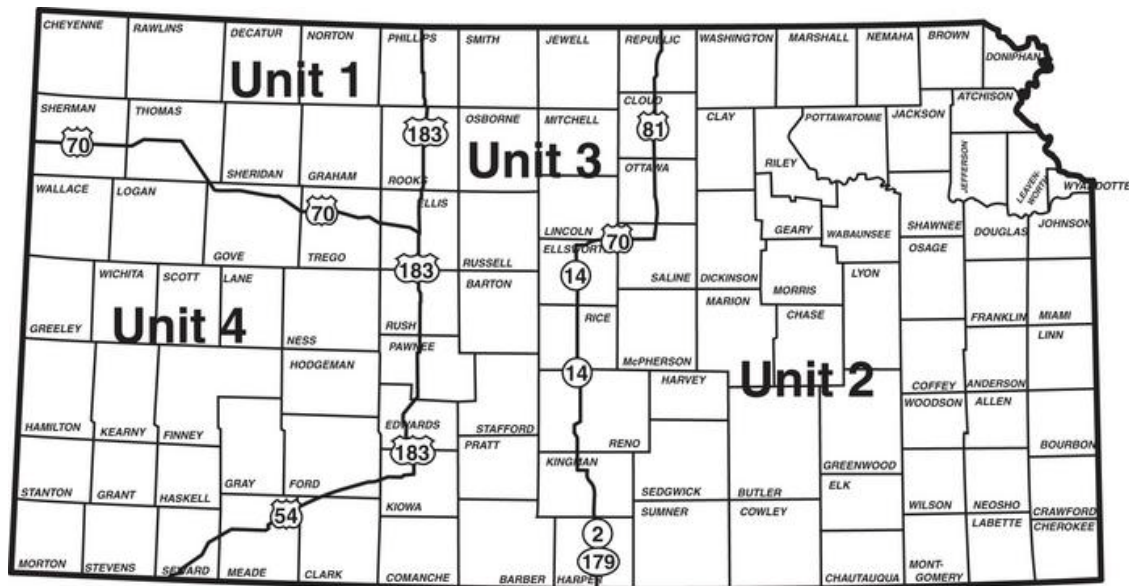 CHEYENNE
RAWLINS
DECATUR
NORTON
PHILLIPS
SMITH
JEWELL
REPUBLIC
WASHINGTON
MARSHALL
NEMAHA
BROWN
DONIPHAN
Unit 1
SHERMAN
THOMAS
SHERIDAN
GRAHAM
ROOKS
OSBORNE
MITCHELL
CLOUD
CLAY
RILEY
POTTAWATOMIE
JACKSON
ATCHISON
JEFFERSON
LEAVEN-
WORTH
WYANDOTTE
70
183
81
Unit 3
OTTAWA
WALLACE
LOGAN
GOVE
TREGO
ELLIS
RUSSELL
LINCOLN
ELLSWORTH
SALINE
DICKINSON
GEARY
WABAUNSEE
SHAWNEE
DOUGLAS
JOHNSON
70
70
183
14
OSAGE
LYON
MORRIS
GREELEY
WICHITA
SCOTT
LANE
NESS
RUSH
BARTON
RICE
McPHERSON
MARION
CHASE
FRANKLIN
MIAMI
Unit 4
LINN
HODGEMAN
PAWNEE
14
HARVEY
Unit 2
COFFEY
ANDERSON
HAMILTON
KEARNY
FINNEY
EDWARDS
STAFFORD
RENO
WOODSON
ALLEN
BOURBON
183
PRATT
KINGMAN
SEDGWICK
BUTLER
GREENWOOD
STANTON
GRANT
HASKELL
GRAY
FORD
KIOWA
ELK
WILSON
NEOSHO
CRAWFORD
54
SUMNER
COWLEY
LABETTE
CHEROKEE
2
179
MORTON
STEVENS
SEWARD
MEADE
CLARK
COMANCHE
BARBER
HARPER
CHAUTAUQUA
MONT-
GOMERY